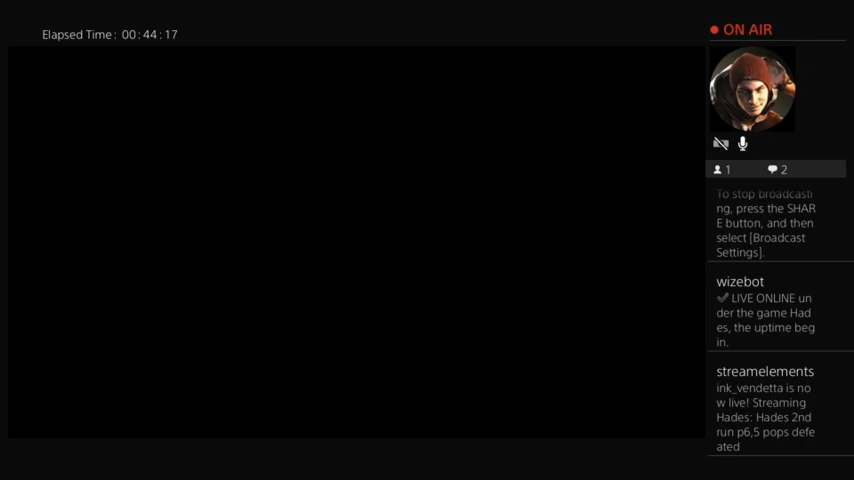 Elapsed Time: 00:44:17
ON AIR
1
2
To stop broadcasti
ng, press the SHAR
E button, and then
select [Broadcast
Settings].
wizebot
✓ LIVE ONLINE un
der the game Had
es, the uptime beg
in.
streamelements
ink_vendetta is no
w live! Streaming
Hades: Hades 2nd
run p6,5 pops defe
ated